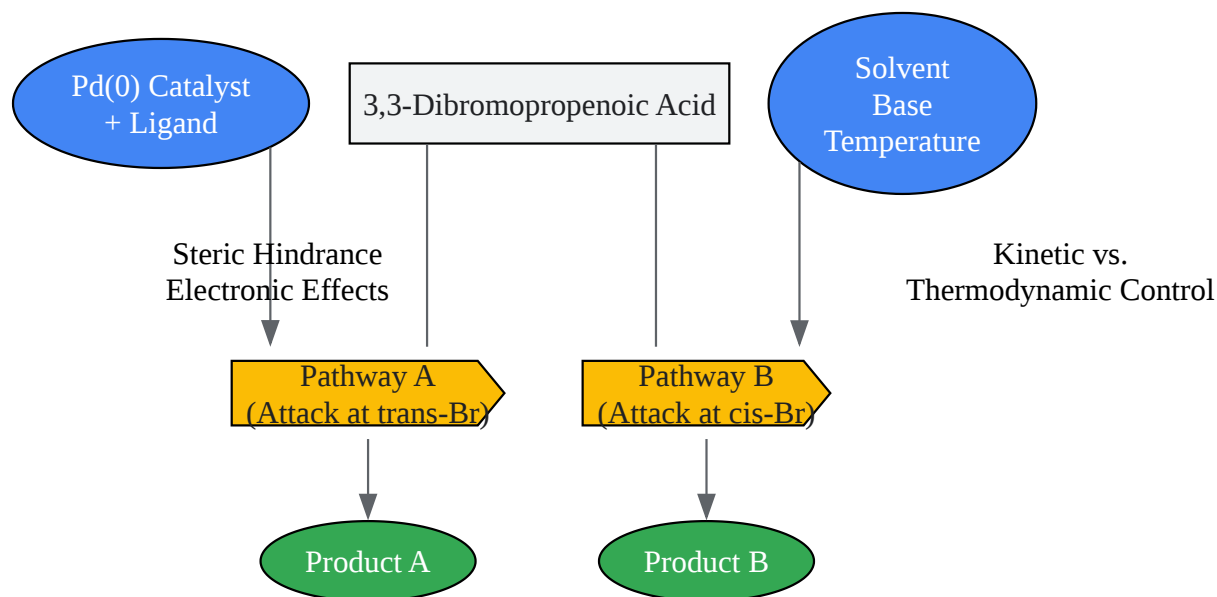 Pd(0) Catalyst
+ Ligand
3,3-Dibromopropenoic Acid
Solvent
Base
Temperature
Steric Hindrance
Electronic Effects
Kinetic vs.
Thermodynamic Control
Pathway A
(Attack at trans-Br)
Pathway B
(Attack at cis-Br)
Product A
Product B